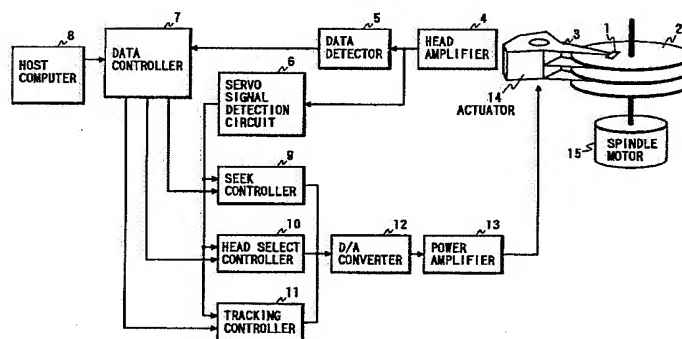 7
DATA
CONTROLLER
8
HOST
COMPUTER
5
DATA
DETECTOR
4
HEAD
AMPLIFIER
3
1
2
14
ACTUATOR
15
SPINDLE
MOTOR
6
SERVO
SIGNAL
DETECTION
CIRCUIT
9
SEEK
CONTROLLER
10
HEAD SELECT
CONTROLLER
12
D/A
CONVERTER
13
POWER
AMPLIFIER
11
TRACKING
CONTROLLER